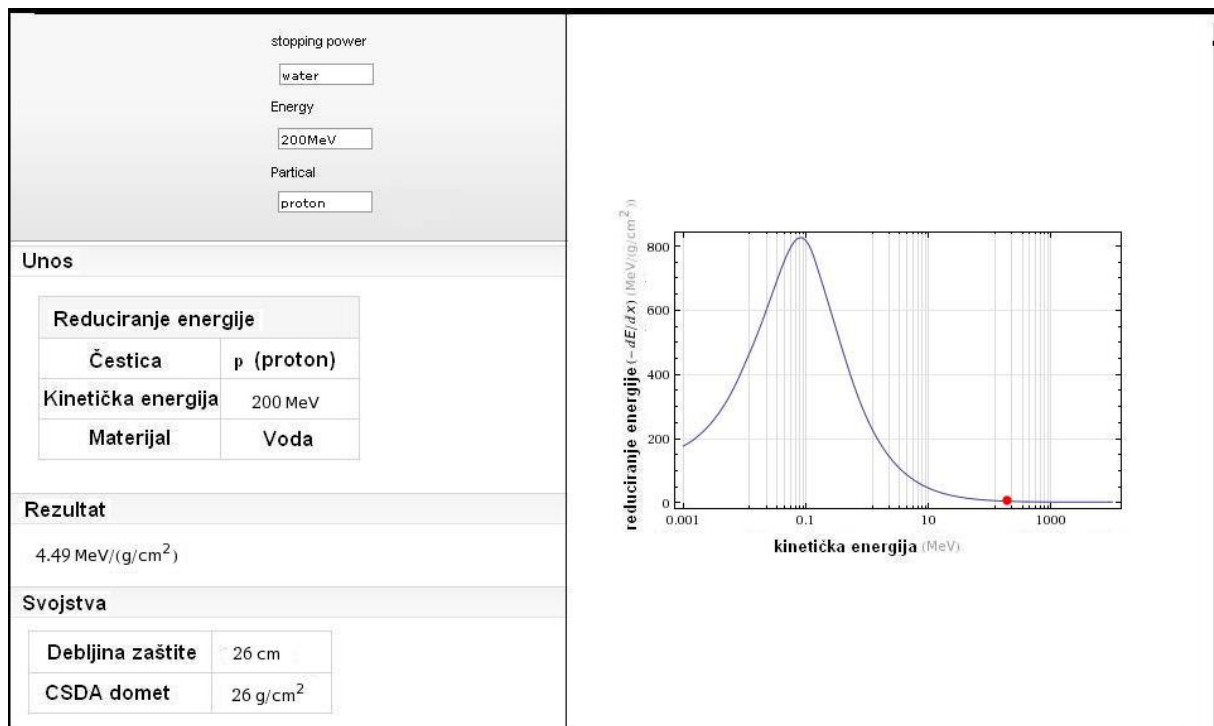 stopping power
water
Energy
200MeV
Partical
proton
Unos
Reduciranje energije
Čestica p (proton)
Kinetička energija 200 MeV
Materijal Voda
Rezultat
4.49 MeV/(g/cm²)
Svojstva
Debljina zaštite 26 cm
CSDA domet 26 g/cm²
reduciranje energije (-dE/dx) (MeV/(g/cm²))
800
600
400
200
0
0.001 0.1 10 1000
kinetička energija (MeV)